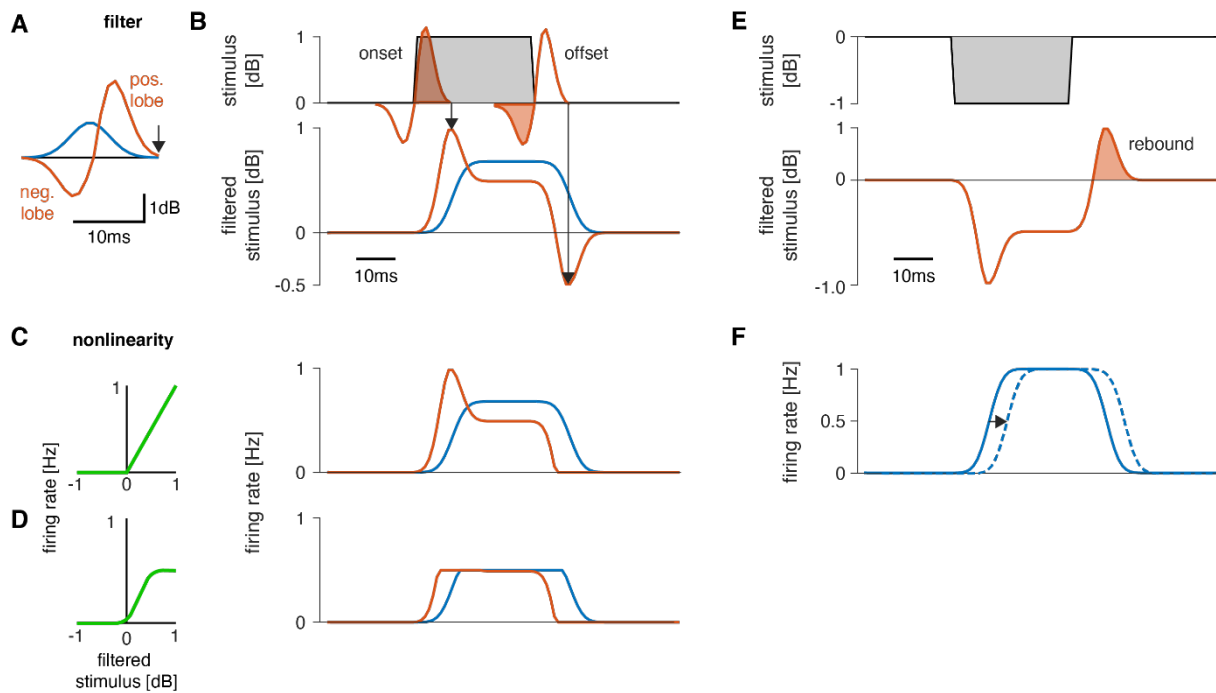 A
filter
pos.
lobe
neg.
lobe
1dB
10ms
B
stimulus
[dB]
1
0
onset
offset
filtered
stimulus [dB]
1.0
0
-0.5
10ms
C
nonlinearity
firing rate [Hz]
1
-1
0
1
D
1
-1
0
1
filtered
stimulus [dB]
firing rate [Hz]
1
0
1
0
E
stimulus
[dB]
0
-1
filtered
stimulus [dB]
1
0
-1.0
rebound
10ms
F
firing rate [Hz]
1
0.5
0